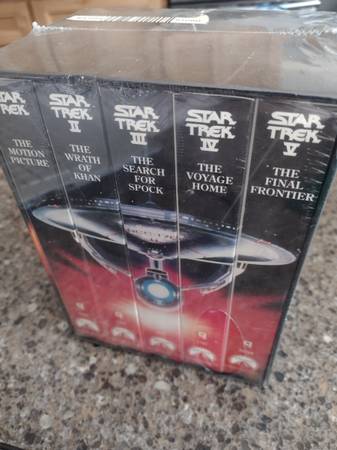 STAR
TREK
THE
MOTION
PICTURE
STAR
TREK
II
THE
WRATH
OF
KHAN
STAR
TREK
III
THE
SEARCH
FOR
SPOCK
STAR
TREK
IV
THE
VOYAGE
HOME
STAR
TREK
V
THE
FINAL
FRONTIER